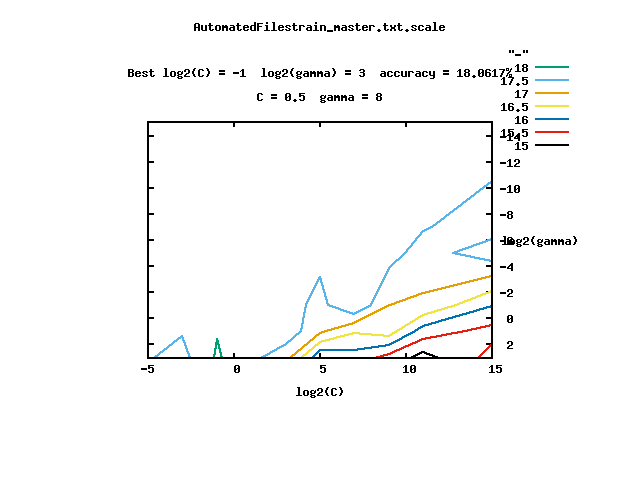 AutomatedFilestrain_master.txt.scale
"-"
Best log2(C) = -1  log2(gamma) = 3  accuracy = 18.0617%
18
17.5
17
C = 0.5  gamma = 8
16.5
16
15.5
15
-14
-12
-10
-8
-6
log2(gamma)
-4
-2
0
2
-5 0 5 10 15
log2(C)